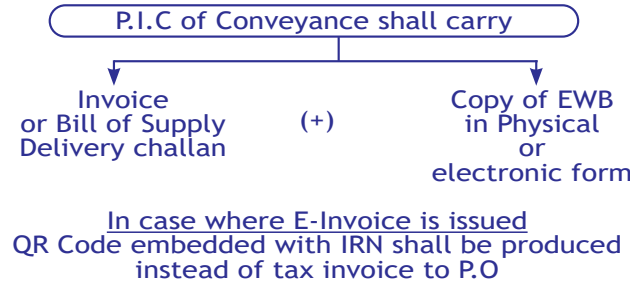 P.I.C of Conveyance shall carry
Invoice
or Bill of Supply
Delivery challan
(+)
Copy of EWB
in Physical
or
electronic form
In case where E-Invoice is issued
QR Code embedded with IRN shall be produced
instead of tax invoice to P.O